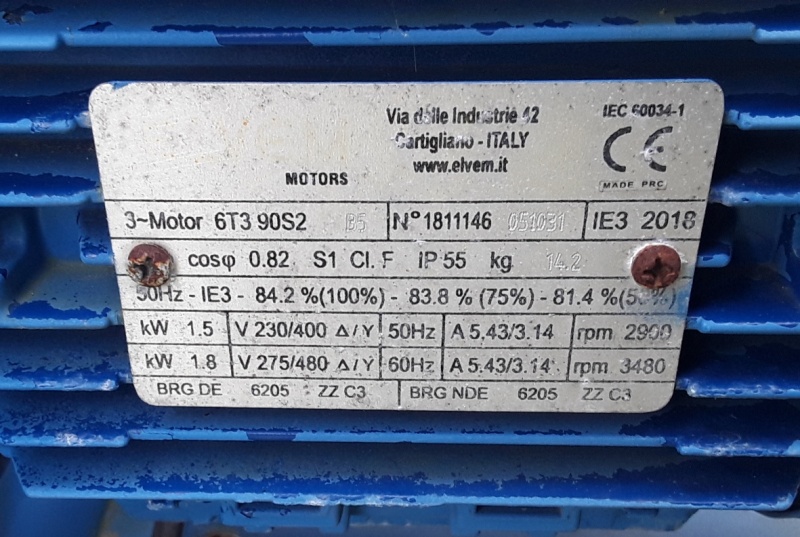 Via delle Industrie 42
Cartigliano - ITALY
www.elvem.it
IEC 60034-1
CE
MADE PRC
MOTORS
3~Motor 6T3 90S2 B5 N° 1811146 051031 IE3 2018
cosφ 0.82 S1 Cl. F IP 55 kg 14.2
50Hz - IE3 - 84.2 %(100%) - 83.8 % (75%) - 81.4 % (50%)
kW 1.5 V 230/400 Δ/Y 50Hz A 5.43/3.14 rpm 2900
kW 1.8 V 275/480 Δ/Y 60Hz A 5.43/3.14 rpm 3480
BRG DE 6205 ZZ C3 BRG NDE 6205 ZZ C3